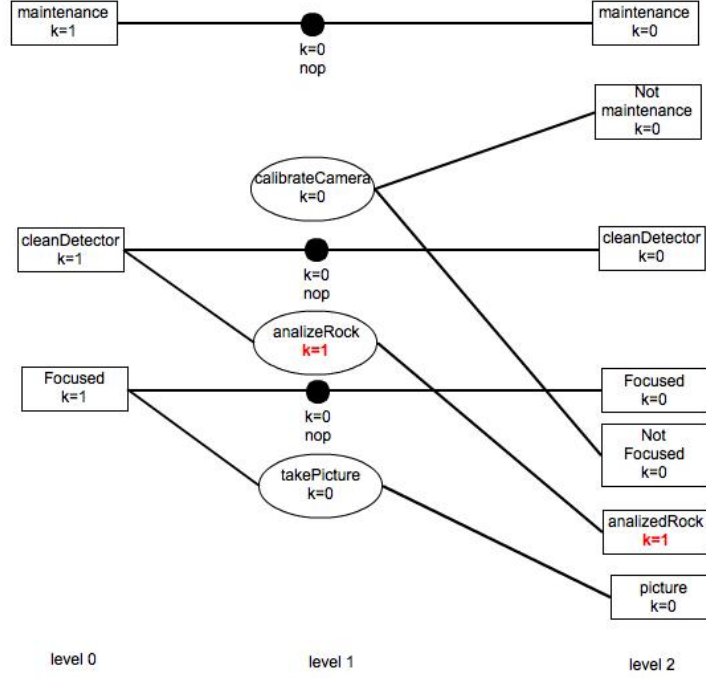 maintenance
k=1
k=0
nop
maintenance
k=0
Not
maintenance
k=0
calibrateCamera
k=0
cleanDetector
k=1
k=0
nop
cleanDetector
k=0
analizeRock
k=1
Focused
k=1
k=0
nop
Focused
k=0
Not
Focused
k=0
takePicture
k=0
analizedRock
k=1
picture
k=0
level 0
level 1
level 2